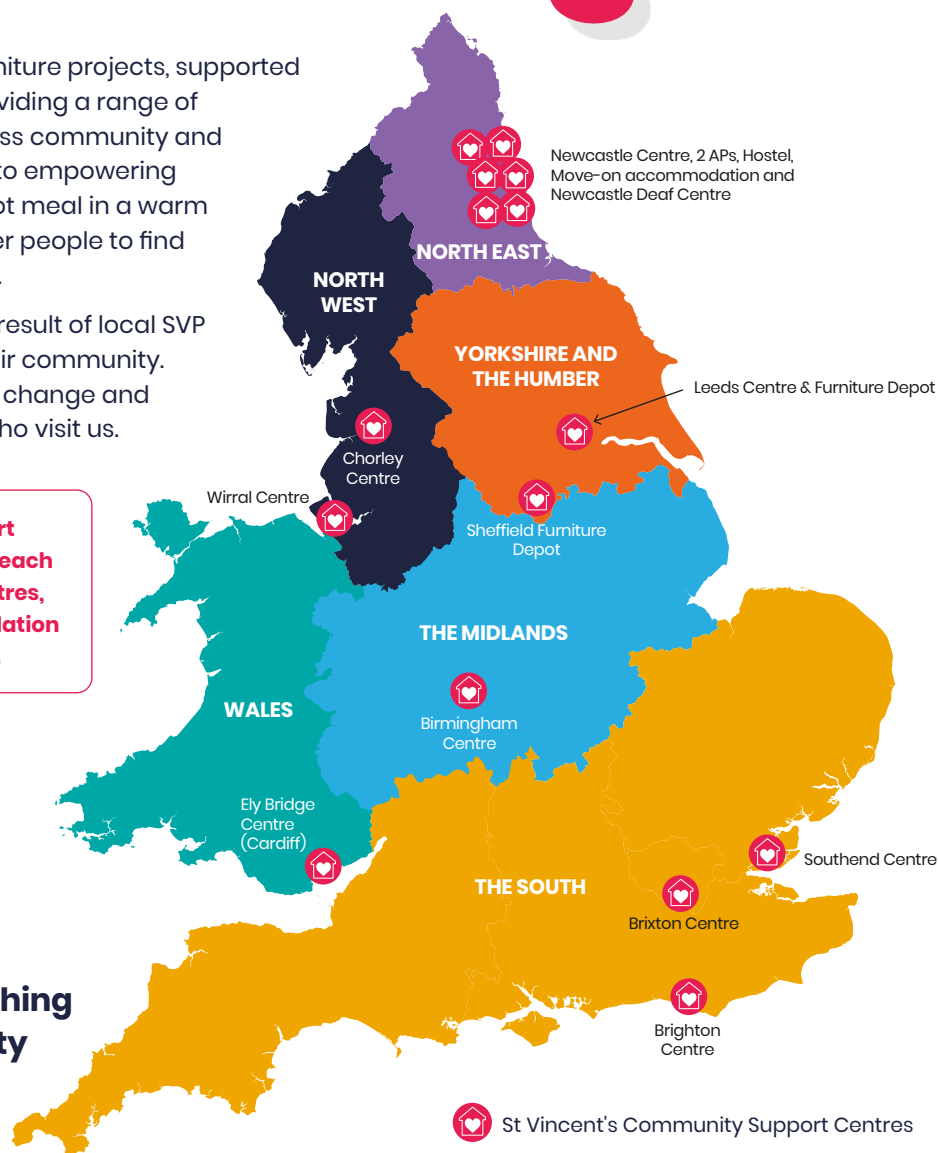 niture projects, supported
viding a range of
ss community and
to empowering
ot meal in a warm
er people to find
.
result of local SVP
ir community.
change and
ho visit us.
rt
each
tres,
lation
hing
ty
Newcastle Centre, 2 APs, Hostel,
Move-on accommodation and
Newcastle Deaf Centre
NORTH EAST
NORTH
WEST
YORKSHIRE AND
THE HUMBER
Leeds Centre & Furniture Depot
Chorley
Centre
Wirral Centre
Sheffield Furniture
Depot
THE MIDLANDS
WALES
Birmingham
Centre
Ely Bridge
Centre
(Cardiff)
THE SOUTH
Southend Centre
Brixton Centre
Brighton
Centre
St Vincent's Community Support Centres